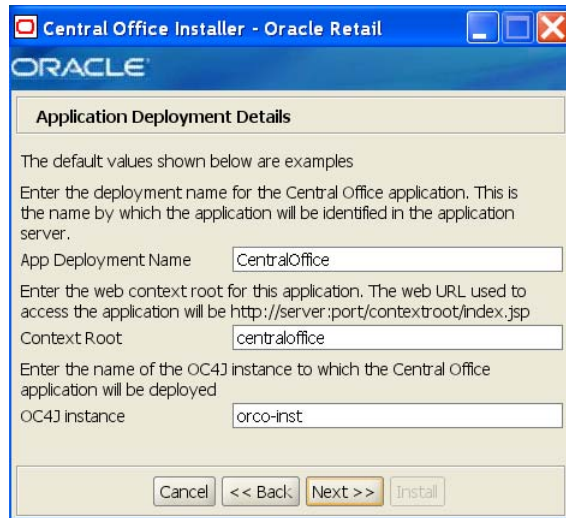 Central Office Installer - Oracle Retail
ORACLE
Application Deployment Details
The default values shown below are examples
Enter the deployment name for the Central Office application. This is
the name by which the application will be identified in the application
server.
App Deployment Name CentralOffice
Enter the web context root for this application. The web URL used to
access the application will be http://server:port/contextroot/index.jsp
Context Root centraloffice
Enter the name of the OC4J instance to which the Central Office
application will be deployed
OC4J instance orco-inst
Cancel << Back Next >> Install